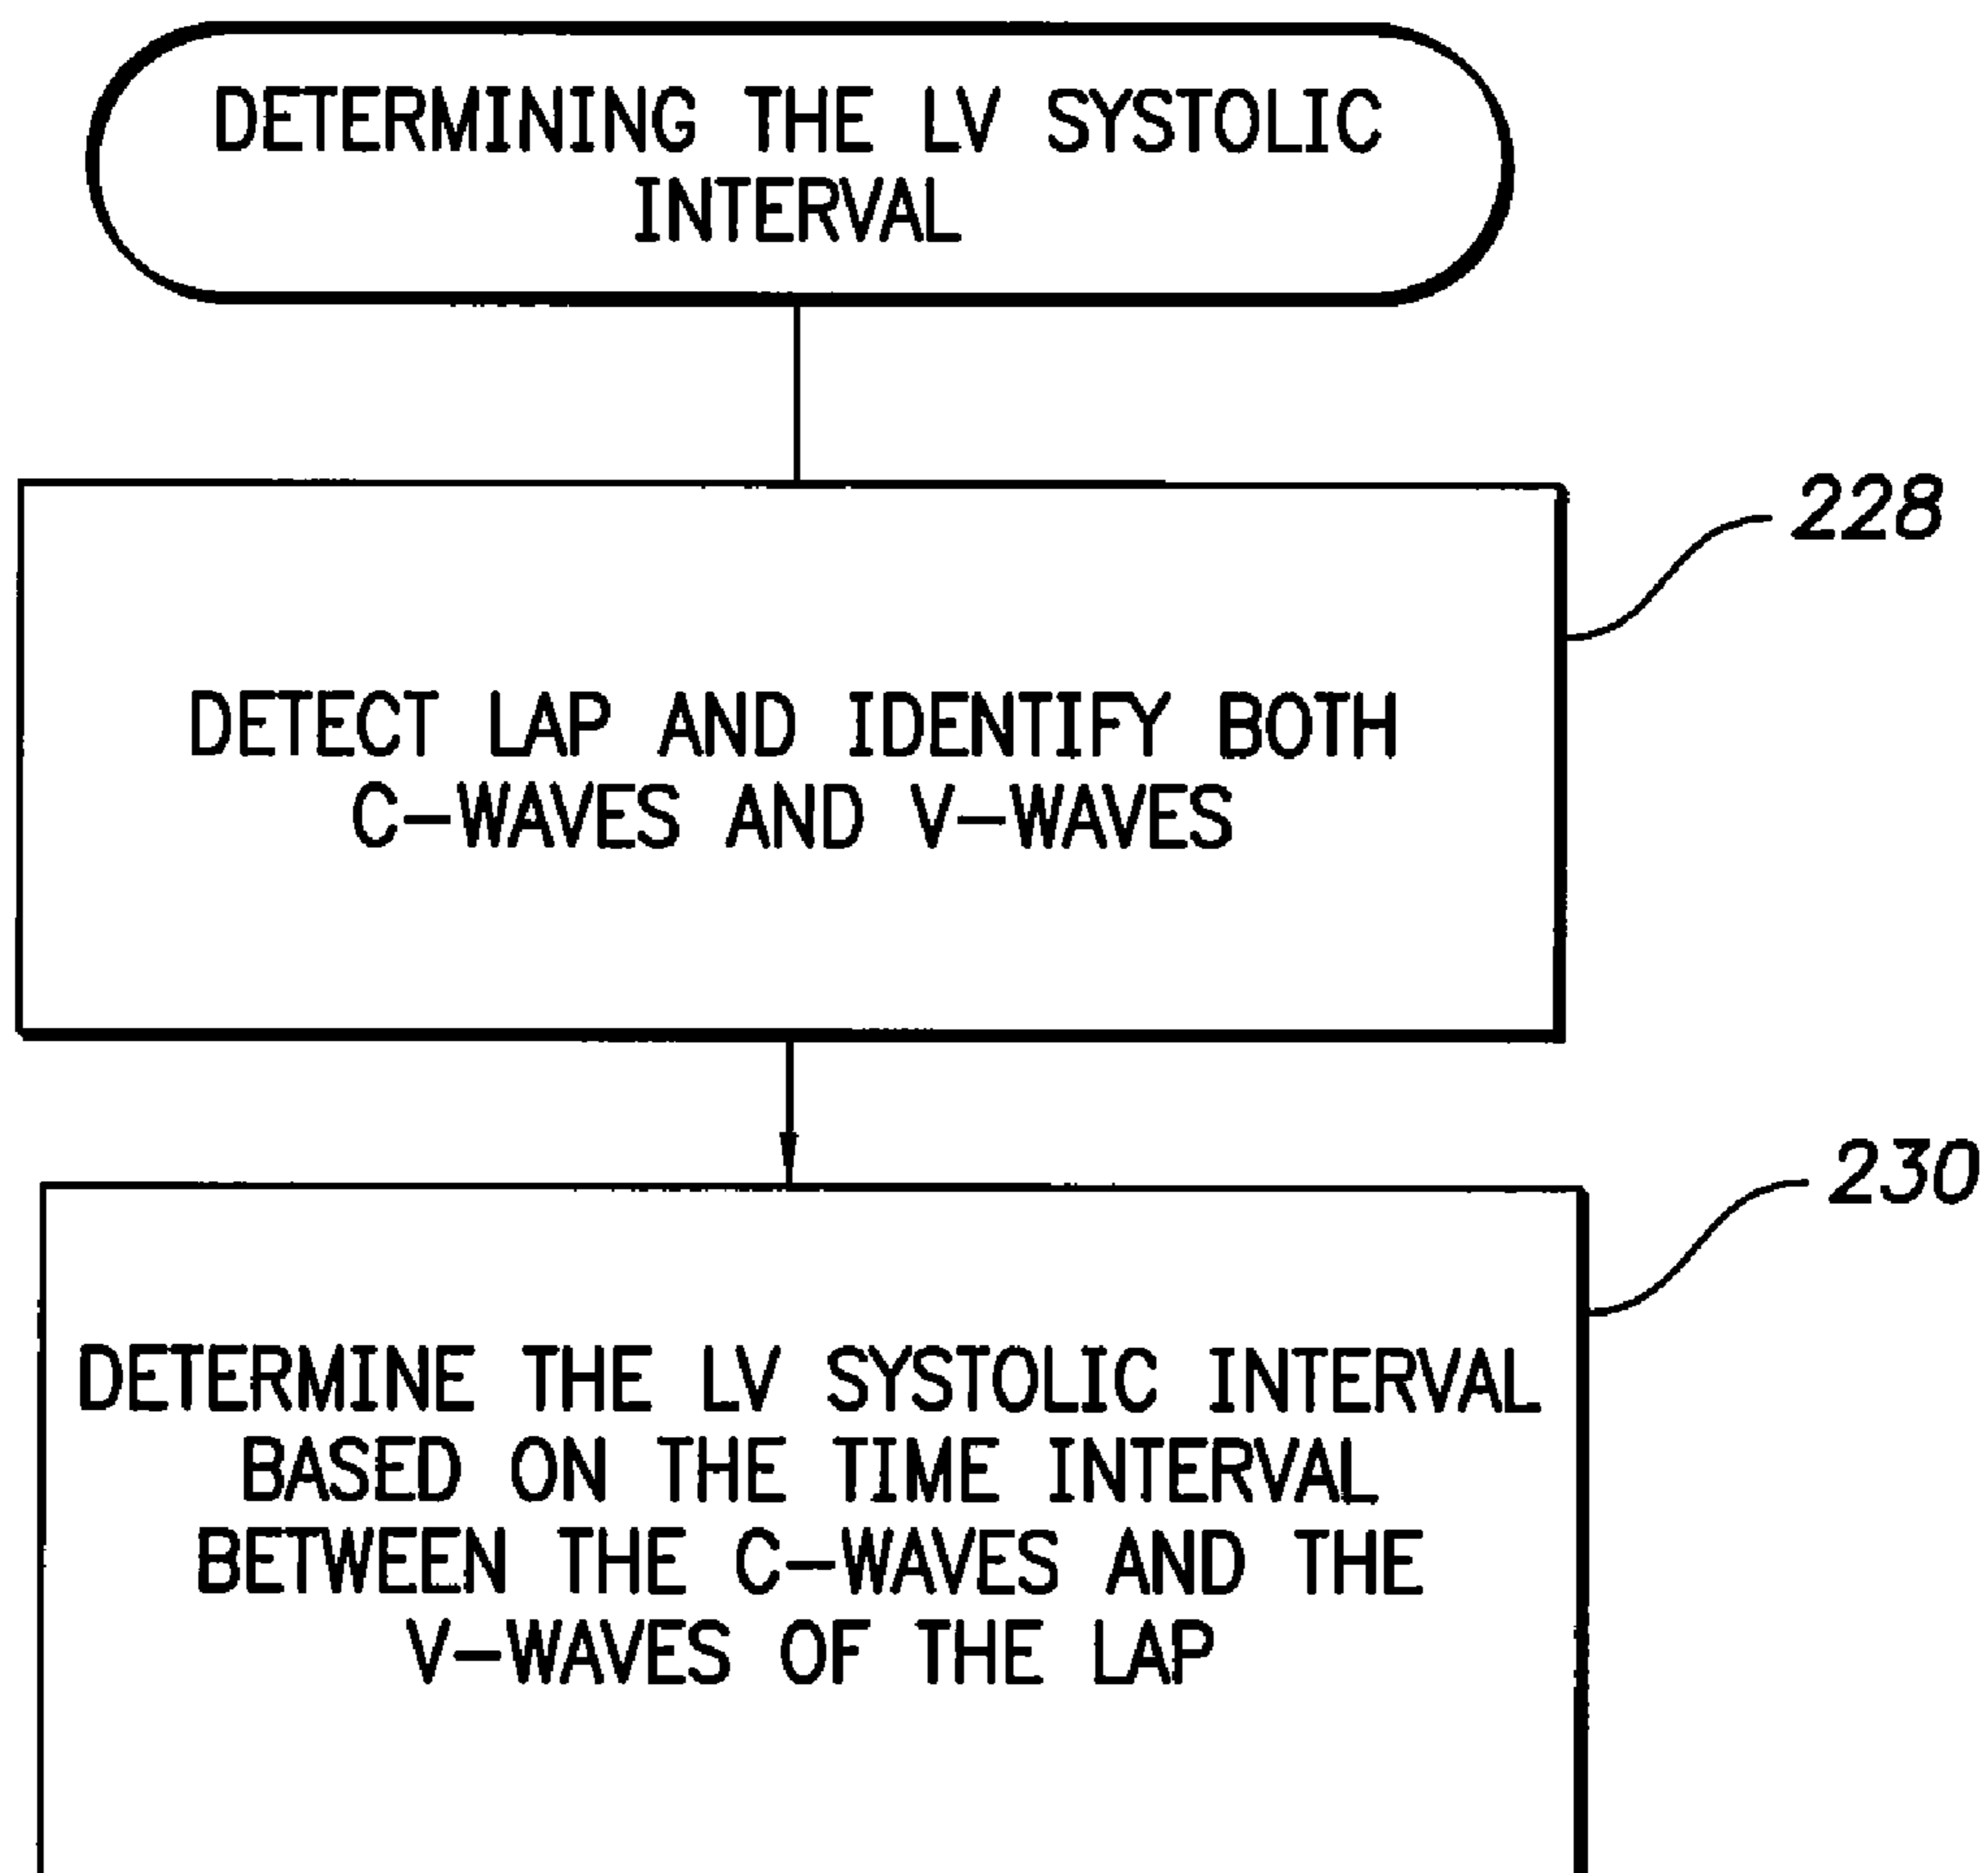 DETERMINING THE LV SYSTOLIC
INTERVAL
228
DETECT LAP AND IDENTIFY BOTH
C-WAVES AND V-WAVES
230
DETERMINE THE LV SYSTOLIC INTERVAL
BASED ON THE TIME INTERVAL
BETWEEN THE C-WAVES AND THE
V-WAVES OF THE LAP